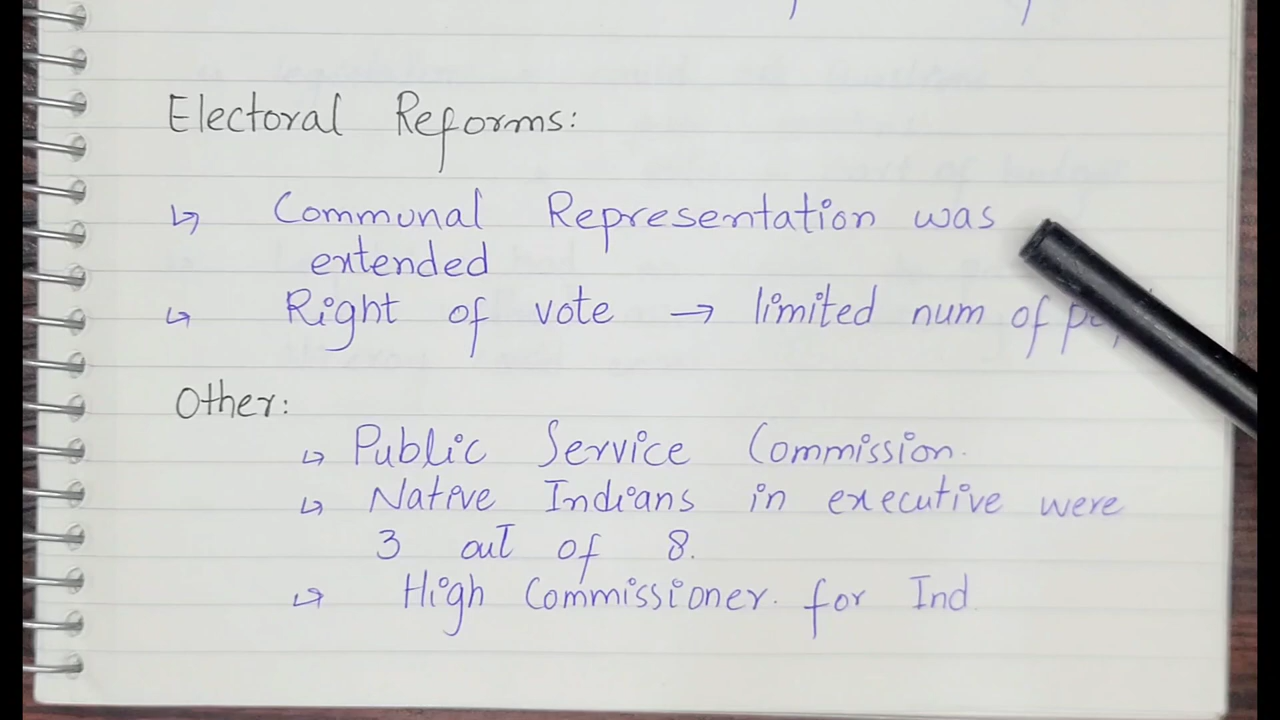 Electoral Reforms:
↳ Communal Representation was
extended
↳ Right of vote → limited num of
Other:
↳ Public Service Commission.
↳ Native Indians in executive were
3 out of 8.
↳ High Commissioner. for Ind